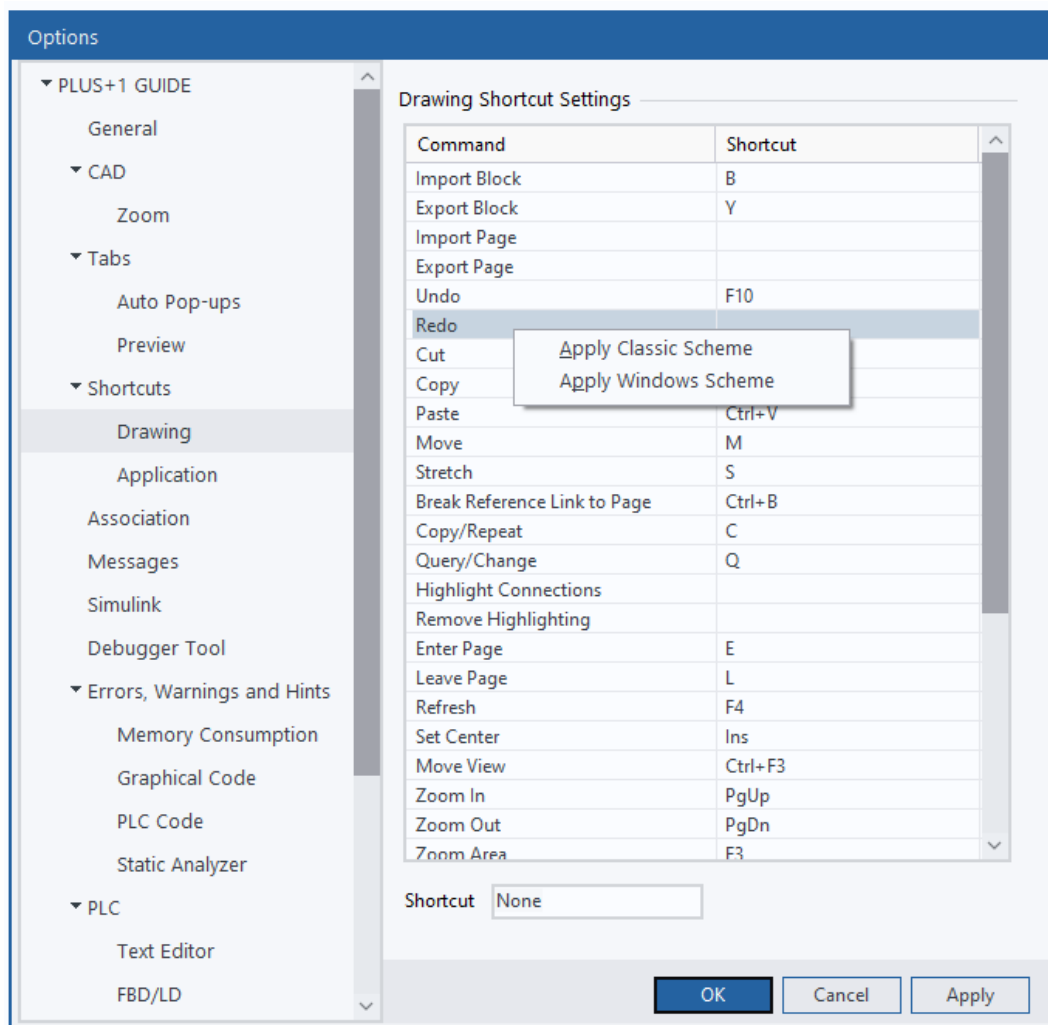 Options
PLUS+1 GUIDE
General
CAD
Zoom
Tabs
Auto Pop-ups
Preview
Shortcuts
Drawing
Application
Association
Messages
Simulink
Debugger Tool
Errors, Warnings and Hints
Memory Consumption
Graphical Code
PLC Code
Static Analyzer
PLC
Text Editor
FBD/LD
Drawing Shortcut Settings
Command Shortcut
Import Block B
Export Block Y
Import Page
Export Page
Undo F10
Redo
Apply Classic Scheme
Apply Windows Scheme
Cut
Copy
Paste Ctrl+V
Move M
Stretch S
Break Reference Link to Page Ctrl+B
Copy/Repeat C
Query/Change Q
Highlight Connections
Remove Highlighting
Enter Page E
Leave Page L
Refresh F4
Set Center Ins
Move View Ctrl+F3
Zoom In PgUp
Zoom Out PgDn
Zoom Area F3
Shortcut None
OK Cancel Apply